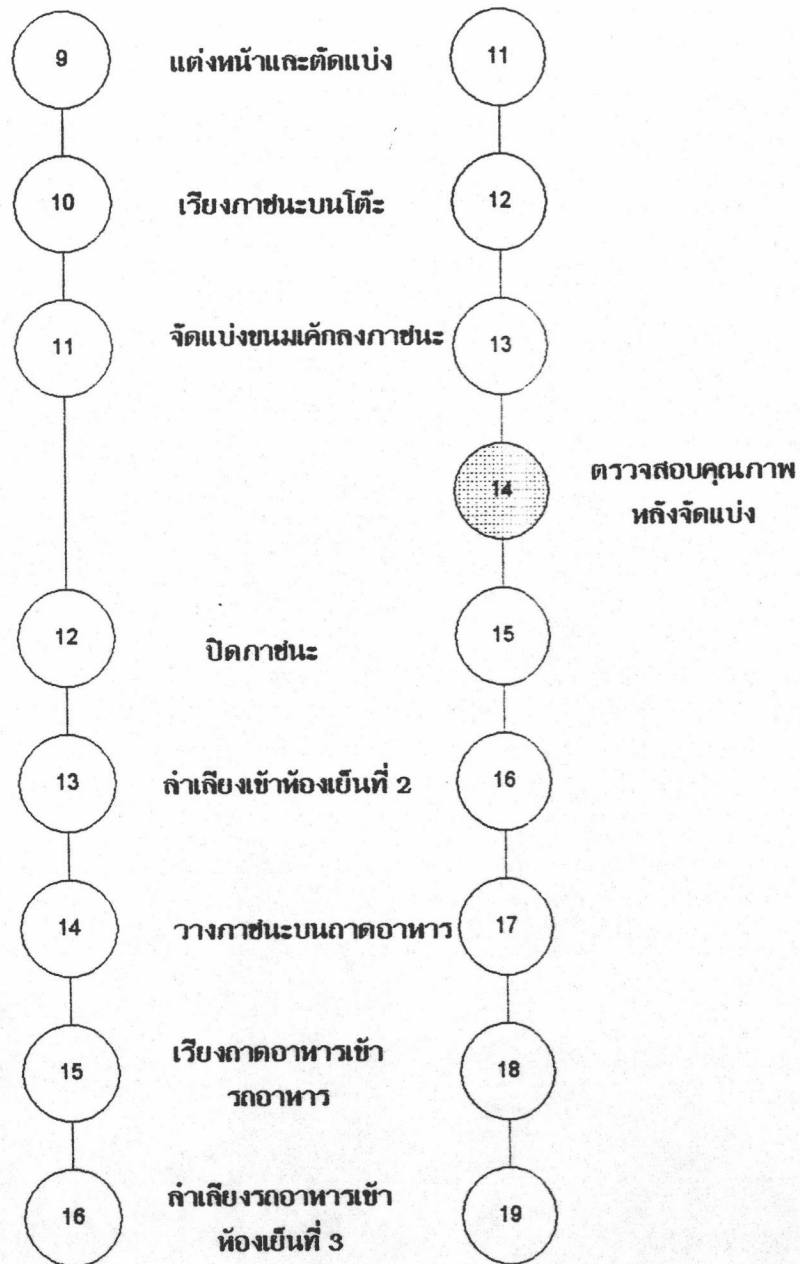 9 แต่งหน้าและตัดแบ่ง 11
10 เรียงภาชนะบนโต๊ะ 12
11 จัดแบ่งขนมเค้กลงภาชนะ 13
14 ตรวจสอบคุณภาพ
หลังจัดแบ่ง
12 ปิดภาชนะ 15
13 ลำเลียงเข้าห้องเย็นที่ 2 16
14 วางภาชนะบนถาดอาหาร 17
15 เรียงถาดอาหารเข้า 18
รถอาหาร
16 ลำเลียงรถอาหารเข้า 19
ห้องเย็นที่ 3